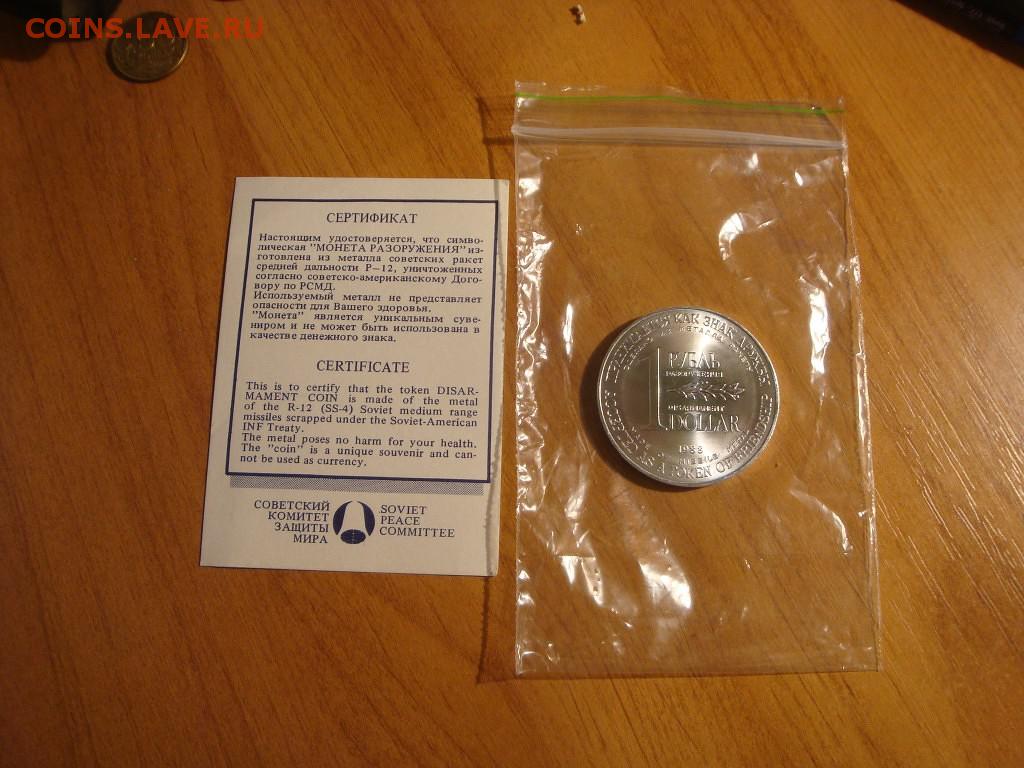 COINS.LAVE.RU
СЕРТИФИКАТ
Настоящим удостоверяется, что симво-
лическая "МОНЕТА РАЗОРУЖЕНИЯ" из-
готовлена из металла советских ракет
средней дальности Р—12, уничтоженных
согласно советско-американскому Дого-
вору по РСМД.
Используемый металл не представляет
опасности для Вашего здоровья.
"Монета" является уникальным суве-
ниром и не может быть использована в
качестве денежного знака.
CERTIFICATE
This is to certify that the token DISAR-
MAMENT COIN is made of the metal
of the R-12 (SS-4) Soviet medium range
missiles scrapped under the Soviet-American
INF Treaty.
The metal poses no harm for your health.
The "coin" is a unique souvenir and can-
not be used as currency.
СОВЕТСКИЙ
КОМИТЕТ
ЗАЩИТЫ
МИРА
SOVIET
PEACE
COMMITTEE
ПРИНИМАЕТСЯ КАК ЗНАК ДРУЖБЫ
1 РУБЛЬ
РАЗОРУЖЕНИЯ
DISARMAMENT
DOLLAR
1988
ACCEPTED AS A TOKEN OF FRIENDSHIP